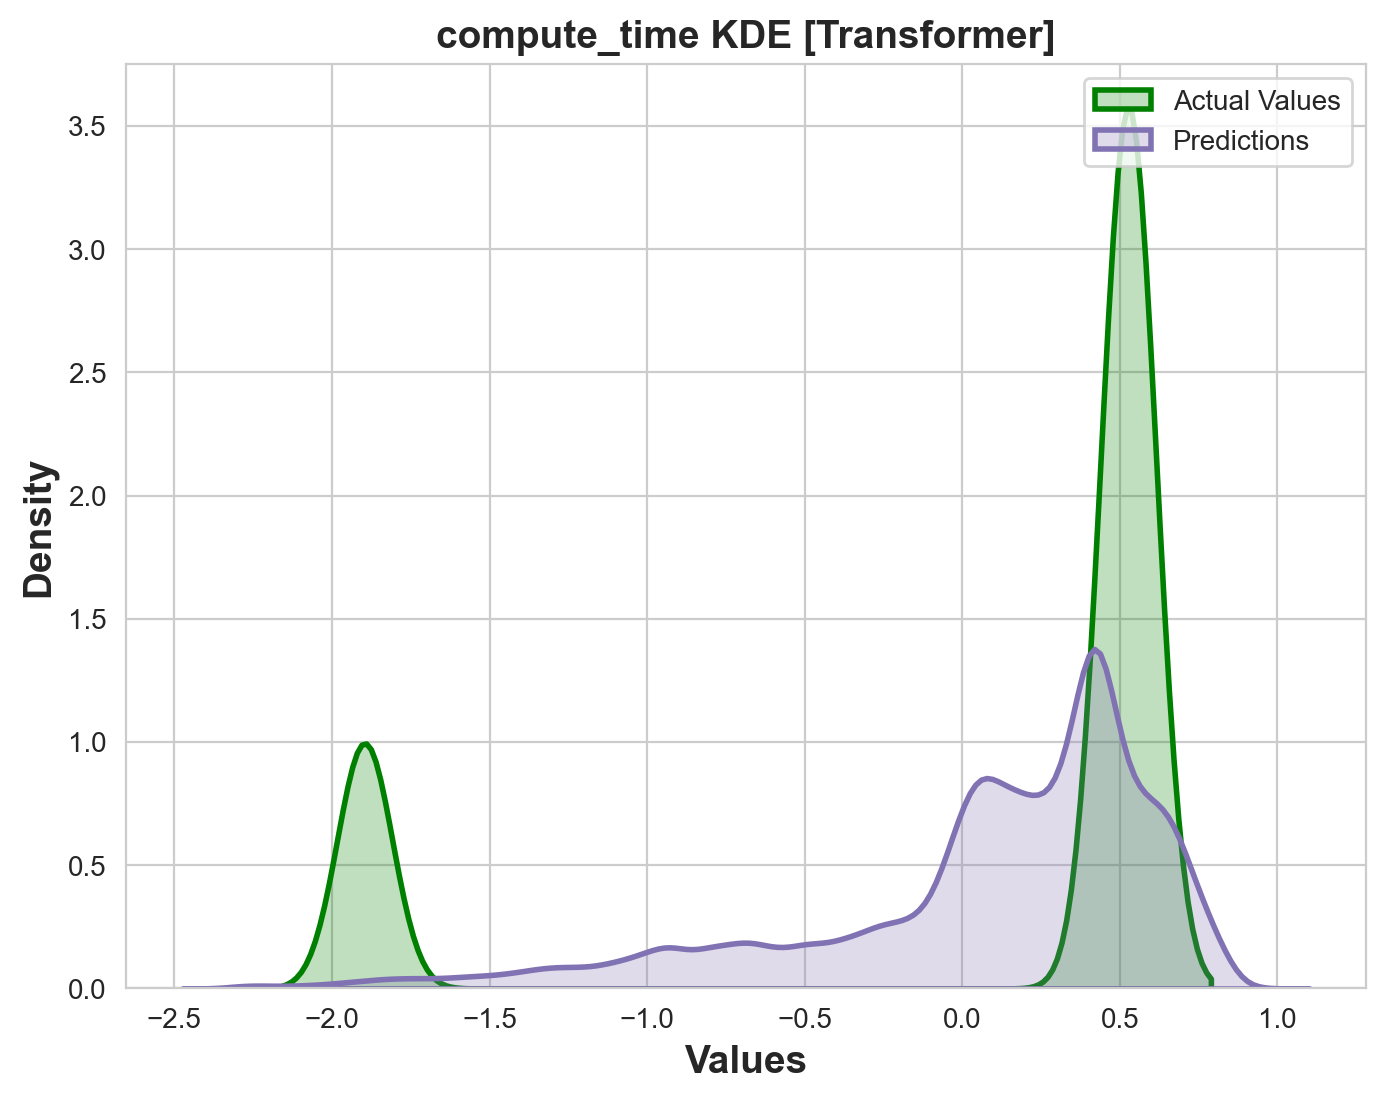 compute_time KDE [Transformer]
Actual Values
Predictions
Density
3.5
3.0
2.5
2.0
1.5
1.0
0.5
0.0
−2.5 −2.0 −1.5 −1.0 −0.5 0.0 0.5 1.0
Values